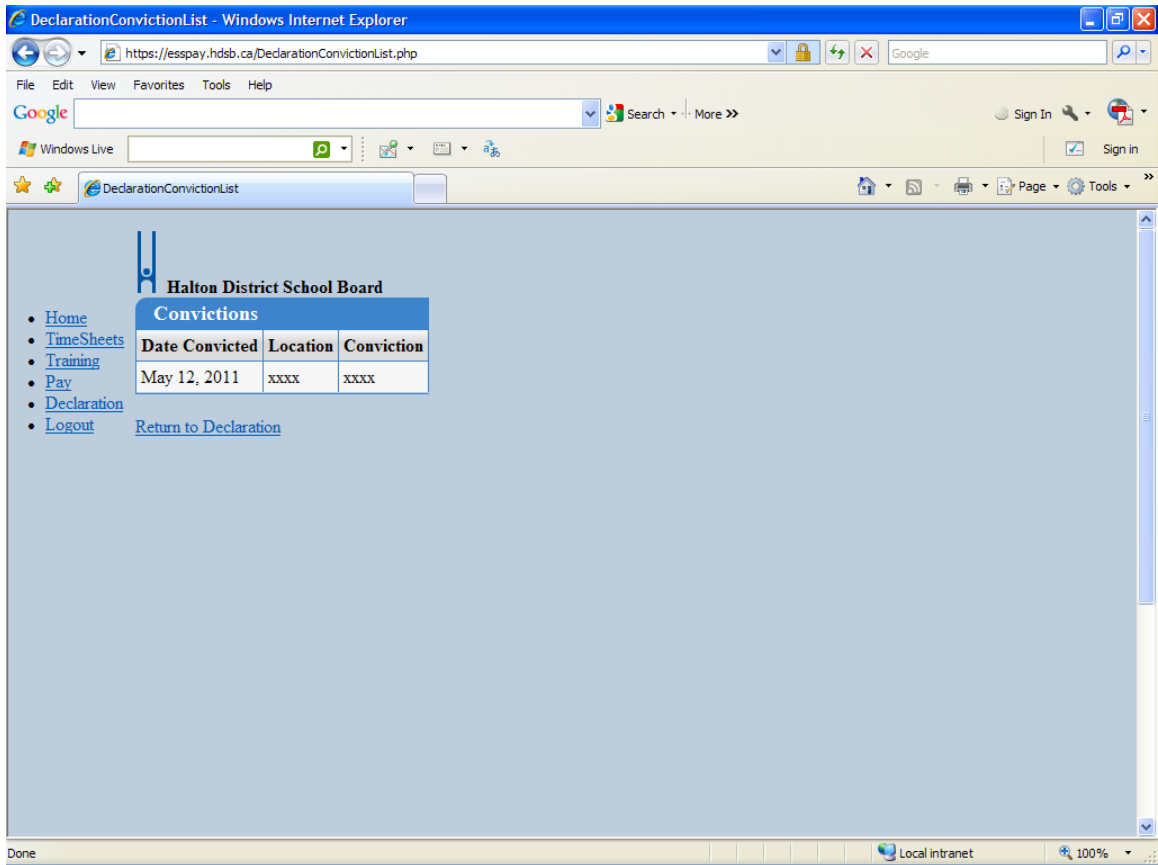 DeclarationConvictionList - Windows Internet Explorer
https://esspay.hdsb.ca/DeclarationConvictionList.php
Google
File Edit View Favorites Tools Help
Google Search More >> Sign In
Windows Live Sign in
DeclarationConvictionList Page Tools >>
Halton District School Board
Home
TimeSheets
Training
Pay
Declaration
Logout
Convictions
Date Convicted Location Conviction
May 12, 2011 xxxx xxxx
Return to Declaration
Done Local intranet 100%